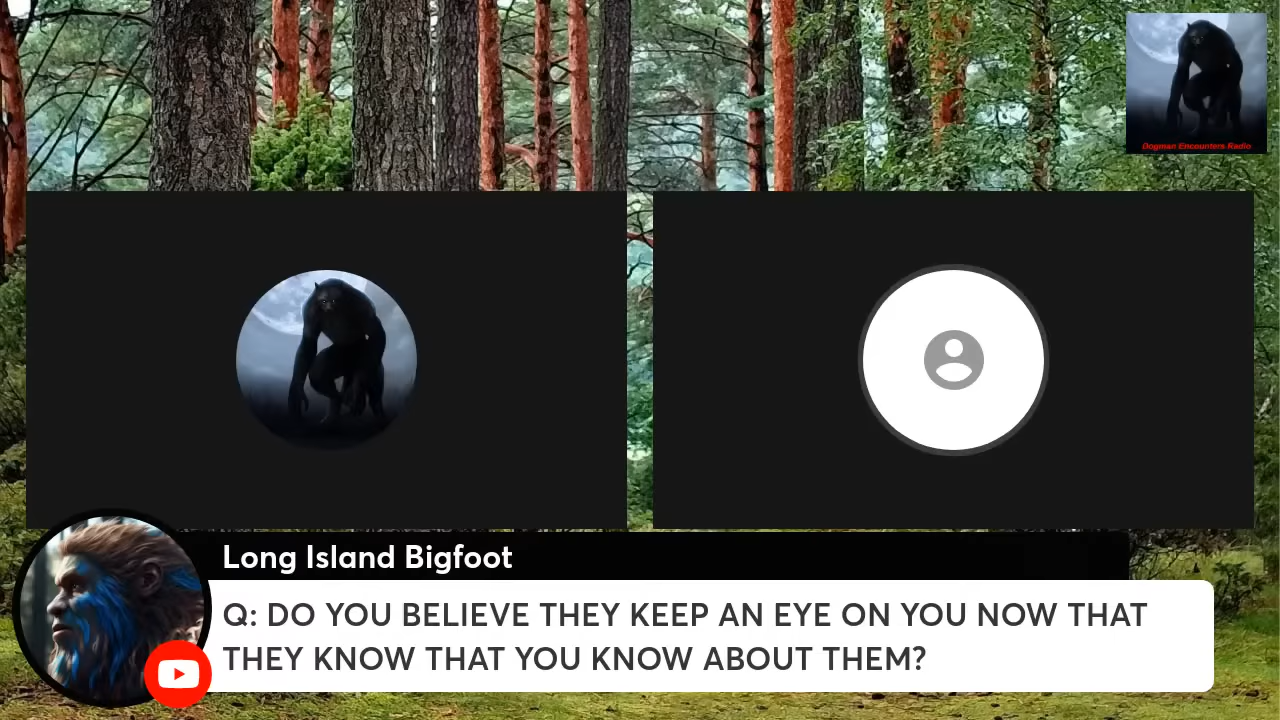 Dogman Encounters Radio
Long Island Bigfoot
Q: DO YOU BELIEVE THEY KEEP AN EYE ON YOU NOW THAT
THEY KNOW THAT YOU KNOW ABOUT THEM?